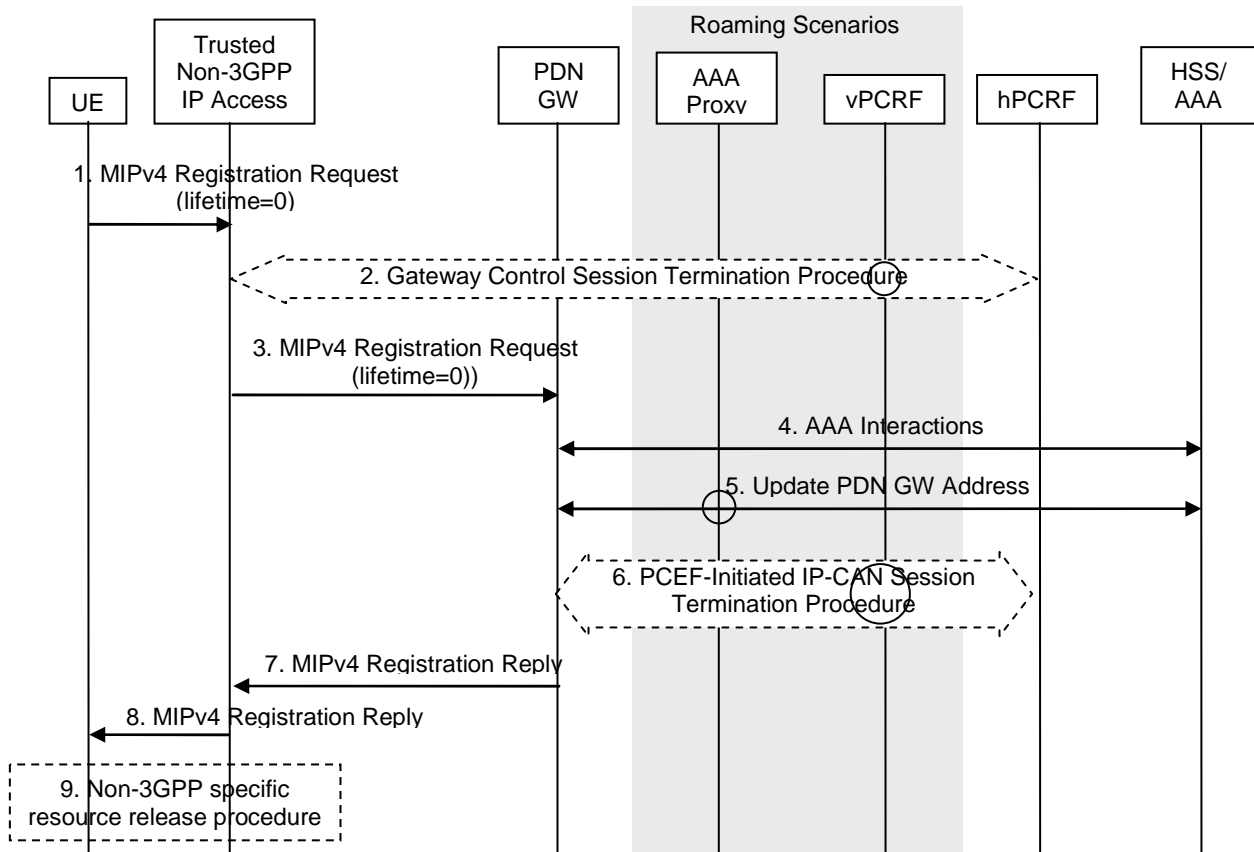 Roaming Scenarios
Trusted
Non-3GPP
IP Access
UE
PDN
GW
AAA
Proxy
vPCRF
hPCRF
HSS/
AAA
1. MIPv4 Registration Request
(lifetime=0)
2. Gateway Control Session Termination Procedure
3. MIPv4 Registration Request
(lifetime=0))
4. AAA Interactions
5. Update PDN GW Address
6. PCEF-Initiated IP-CAN Session
Termination Procedure
7. MIPv4 Registration Reply
8. MIPv4 Registration Reply
9. Non-3GPP specific
resource release procedure